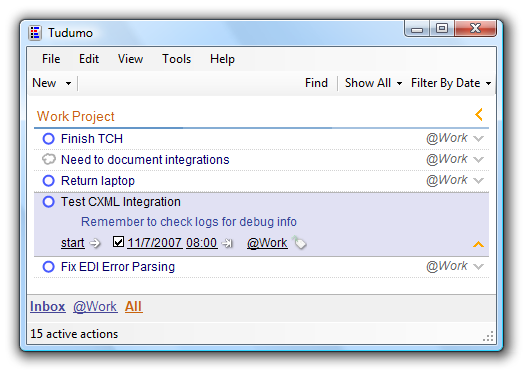 Tudumo
File Edit View Tools Help
New Find Show All Filter By Date
Work Project
Finish TCH @Work
Need to document integrations @Work
Return laptop @Work
Test CXML Integration
Remember to check logs for debug info
start 11/7/2007 08:00 @Work
Fix EDI Error Parsing @Work
Inbox @Work All
15 active actions